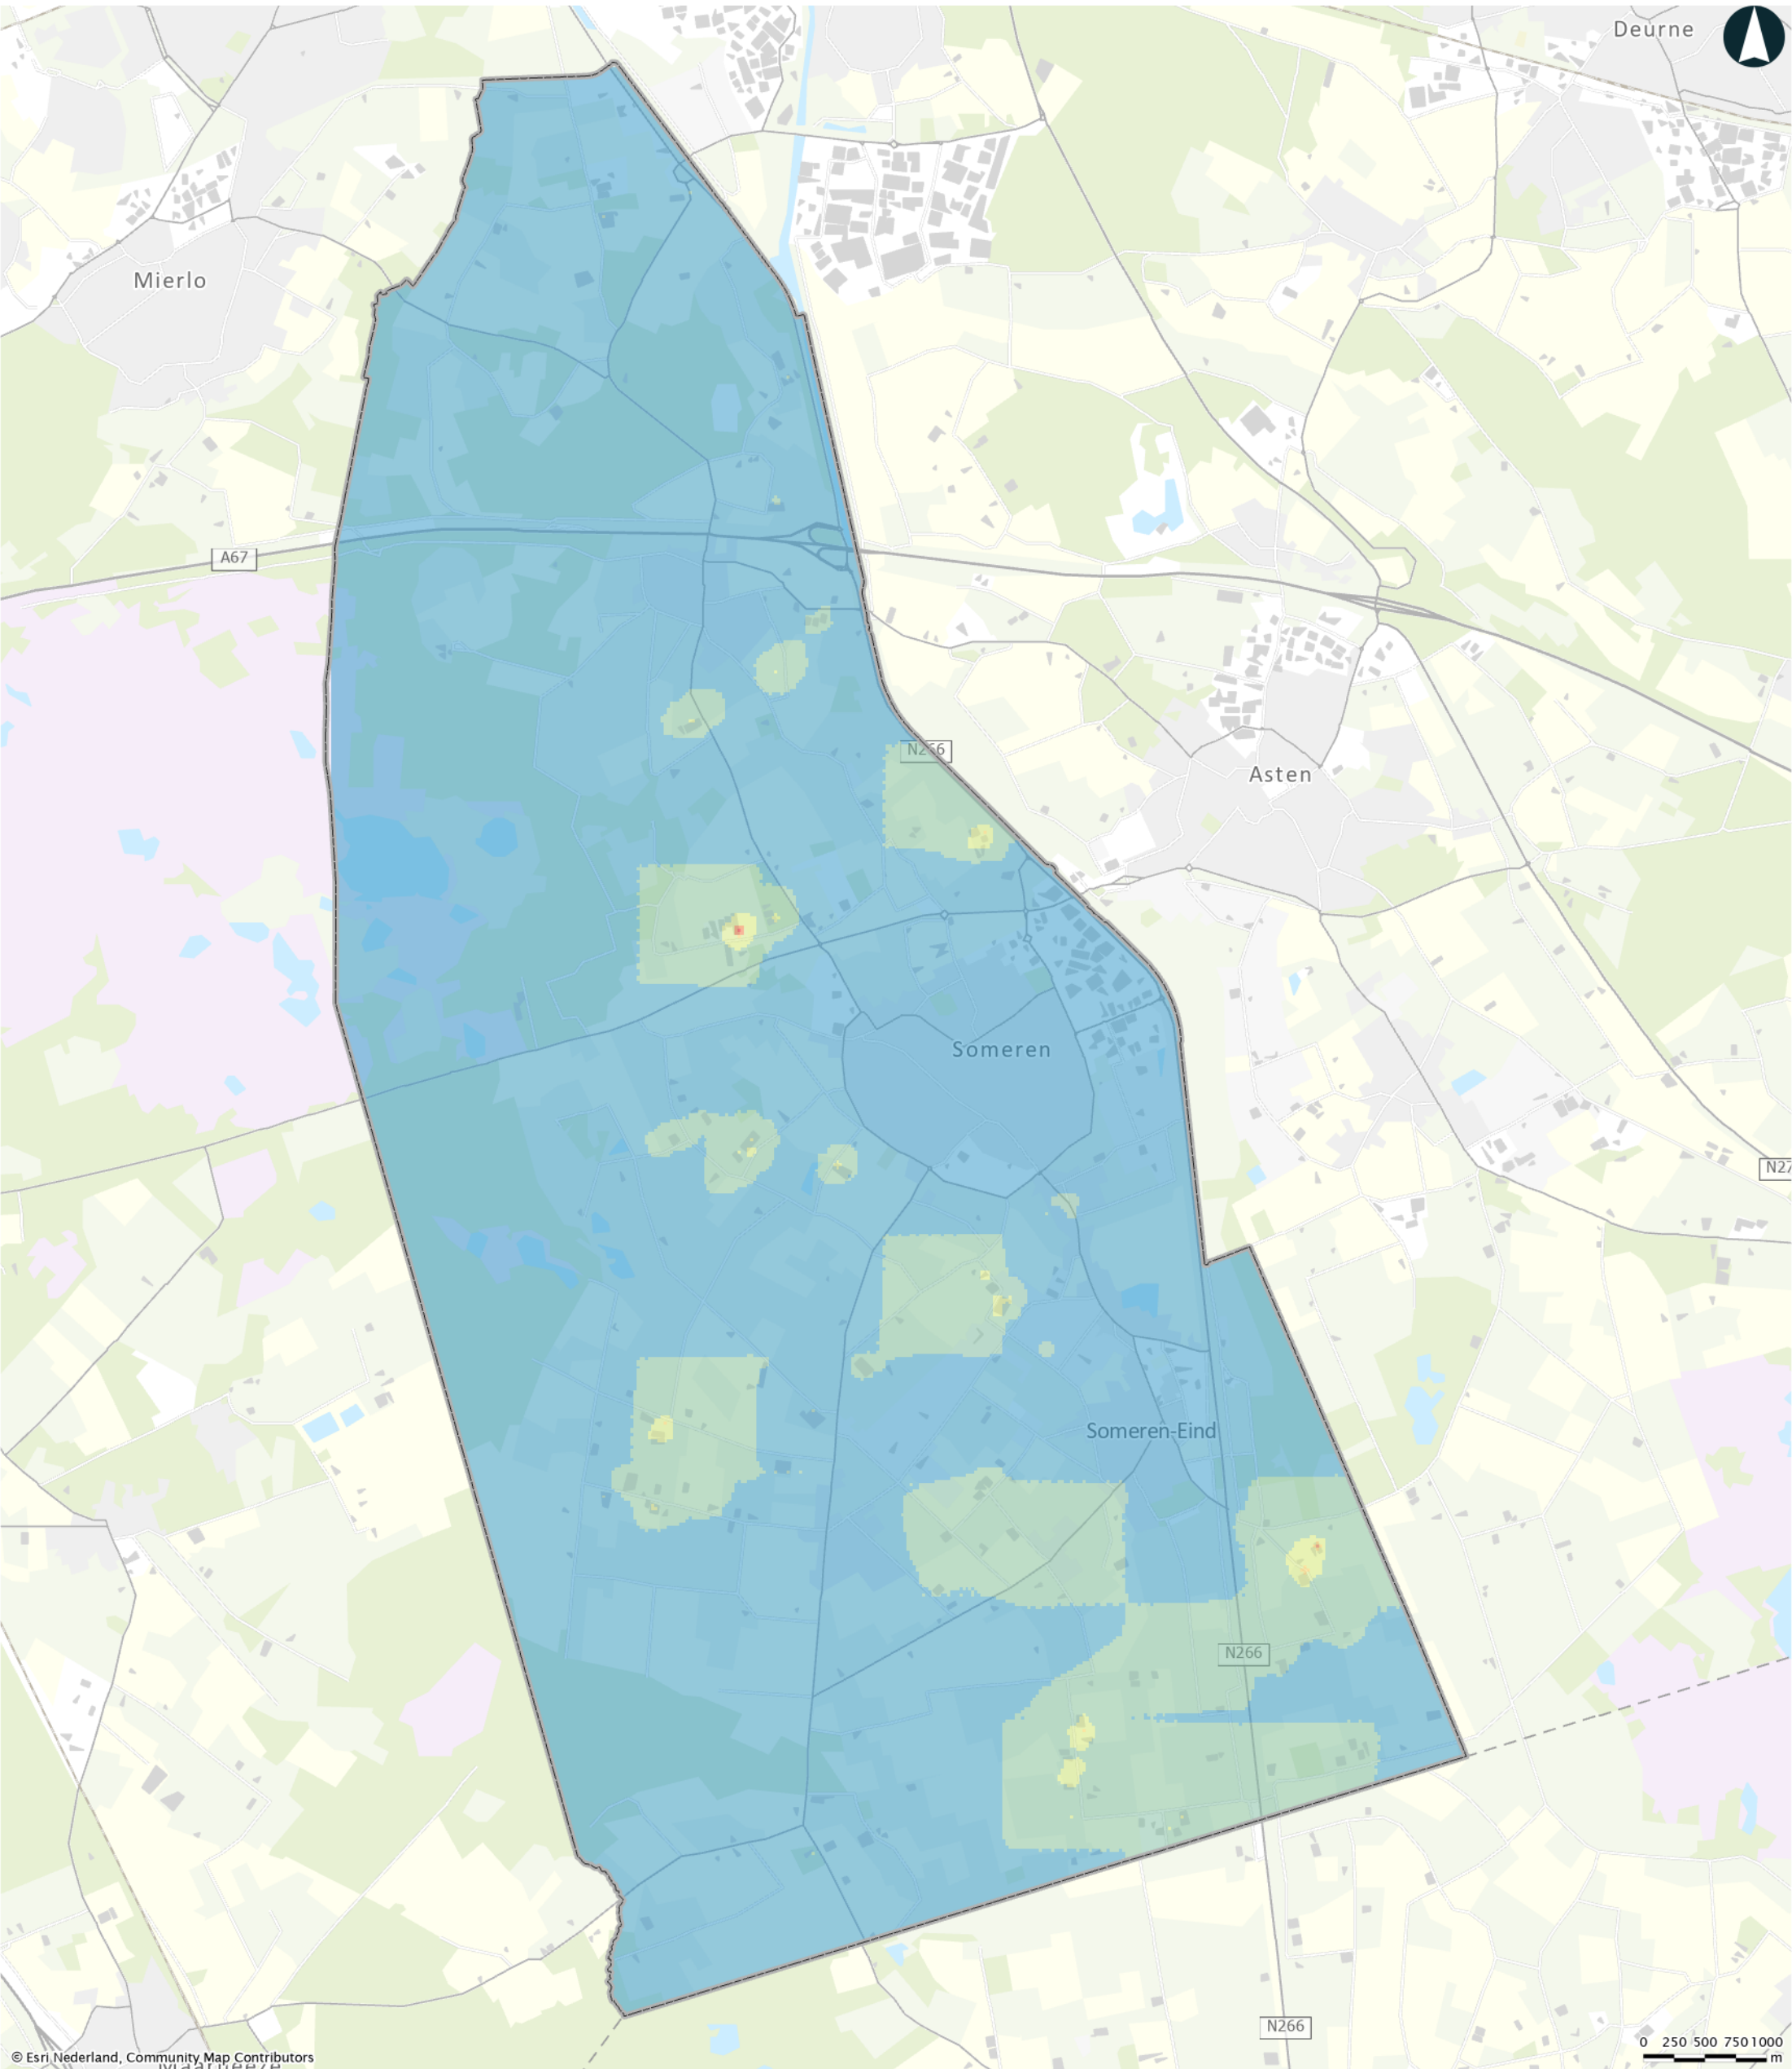 Deurne
Mierlo
A67
N266
Asten
Someren
N27
Someren-Eind
N266
N266
0 250 500 750 1000
m
© Esri Nederland, Community Map Contributors